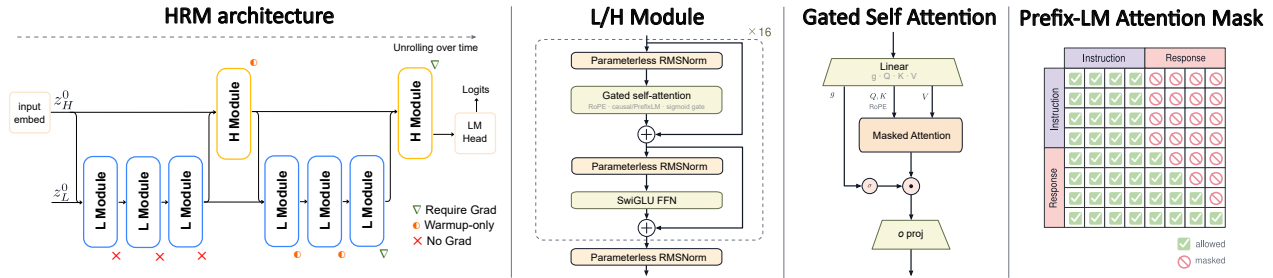 HRM architecture
Unrolling over time
input
embed
z_H^0
z_L^0
L Module
L Module
L Module
H Module
L Module
L Module
L Module
H Module
Logits
LM
Head
Require Grad
Warmup-only
No Grad
L/H Module
×16
Parameterless RMSNorm
Gated self-attention
RoPE · causal/PrefixLM · sigmoid gate
Parameterless RMSNorm
SwiGLU FFN
Parameterless RMSNorm
Gated Self Attention
Linear
g · Q · K · V
g
Q, K
RoPE
V
Masked Attention
σ
o proj
Prefix-LM Attention Mask
Instruction
Response
Instruction
Response
allowed
masked